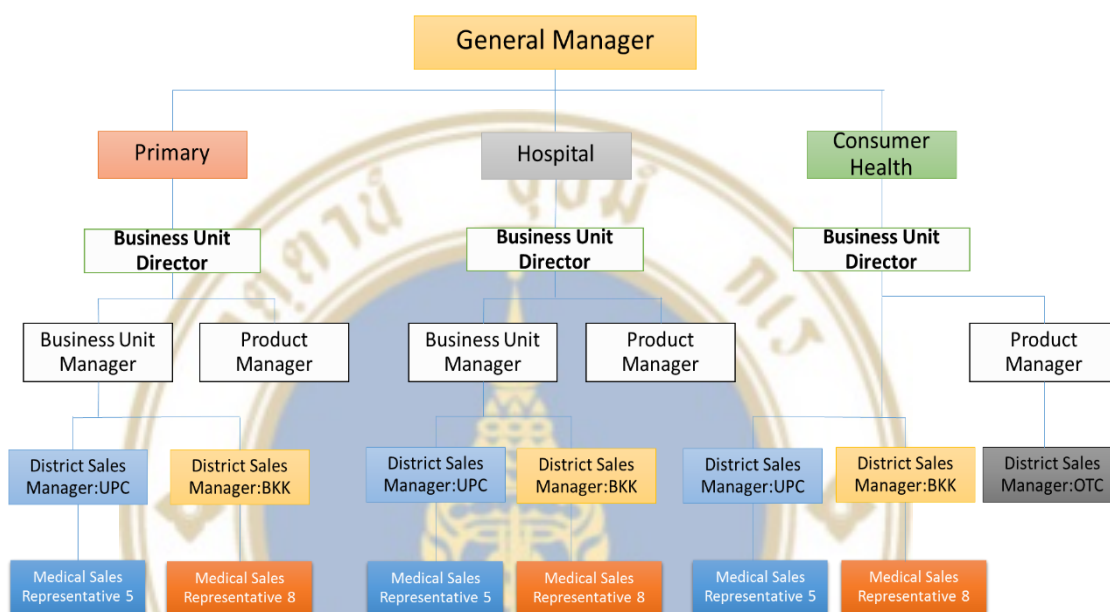 General Manager
Primary
Hospital
Consumer
Health
Business Unit
Director
Business Unit
Director
Business Unit
Director
Business Unit
Manager
Product
Manager
Business Unit
Manager
Product
Manager
Product
Manager
District Sales
Manager:UPC
District Sales
Manager:BKK
District Sales
Manager:UPC
District Sales
Manager:BKK
District Sales
Manager:UPC
District Sales
Manager:BKK
District Sales
Manager:OTC
Medical Sales
Representative 5
Medical Sales
Representative 8
Medical Sales
Representative 5
Medical Sales
Representative 8
Medical Sales
Representative 5
Medical Sales
Representative 8